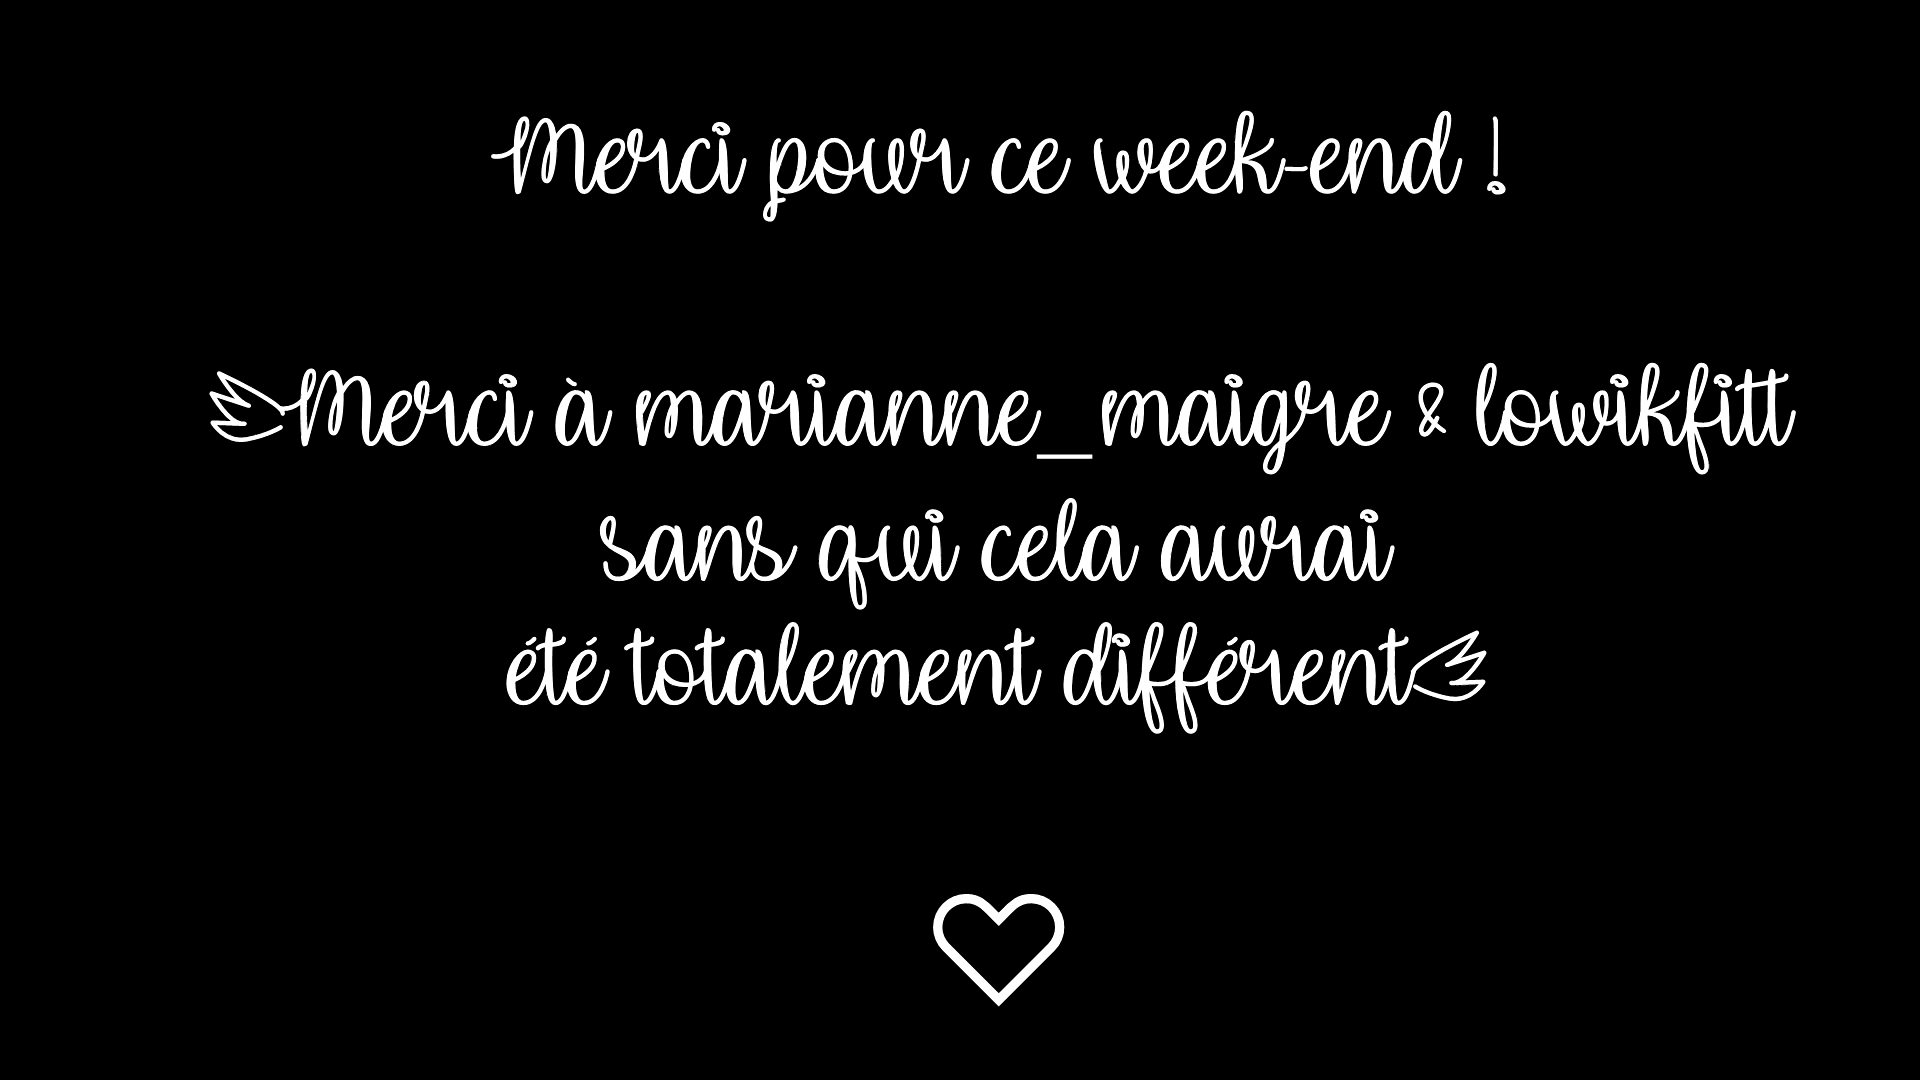 Merci pour ce week-end !
Merci à marianne_maigre & lowikfitt
sans qui cela aurai
été totalement différent